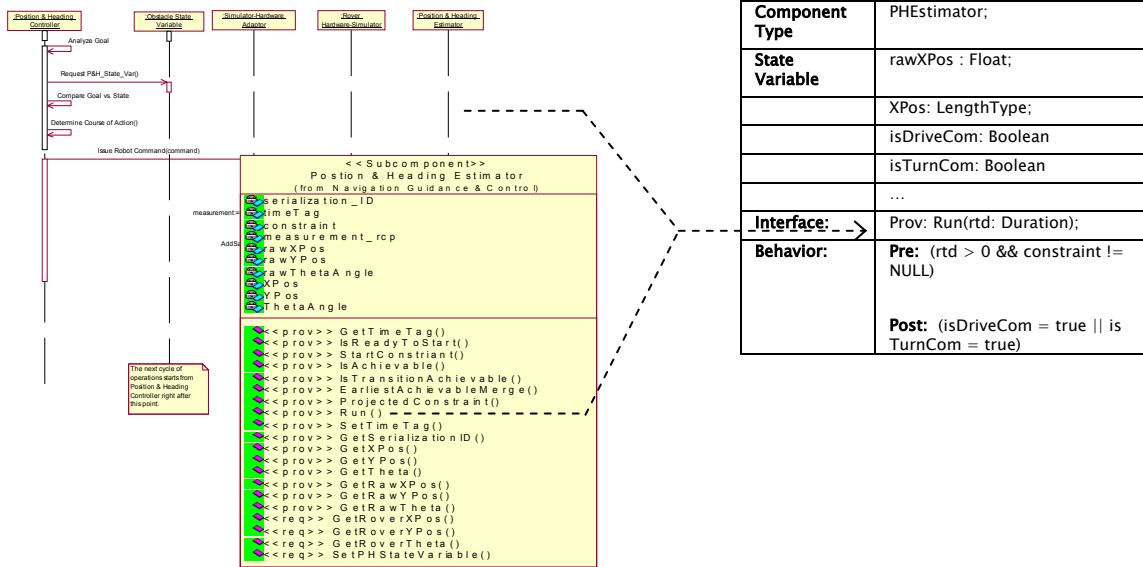 :Position & Heading
Controller
:Obstacle State
Variable
:Simulator-Hardware
Adaptor
:Rover
Hardware-Simulator
:Position & Heading
Estimator
Analyze Goal
Request P&H_State_Var()
Compare Goal vs. State
Determine Course of Action()
Issue Robot Command(command)
measurement:=
AddSa
The next cycle of
operations starts from
Position & Heading
Controller right after
this point.
<<Subcomponent>>
Postion & Heading Estimator
(from Navigation Guidance & Control)
serialization_ID
timeTag
constraint
measurement_rcp
rawXPos
rawYPos
rawThetaAngle
XPos
YPos
ThetaAngle
<<prov>> GetTimeTag()
<<prov>> IsReadyToStart()
<<prov>> StartConstriant()
<<prov>> IsAchievable()
<<prov>> IsTransitionAchievable()
<<prov>> EarliestAchievableMerge()
<<prov>> ProjectedConstraint()
<<prov>> Run()
<<prov>> SetTimeTag()
<<prov>> GetSerializationID()
<<prov>> GetXPos()
<<prov>> GetYPos()
<<prov>> GetTheta()
<<prov>> GetRawXPos()
<<prov>> GetRawYPos()
<<prov>> GetRawTheta()
<<req>> GetRoverXPos()
<<req>> GetRoverYPos()
<<req>> GetRoverTheta()
<<req>> SetPHStateVariable()
Component
Type
PHEstimator;
State
Variable
rawXPos : Float;
XPos: LengthType;
isDriveCom: Boolean
isTurnCom: Boolean
…
Interface:
Prov: Run(rtd: Duration);
Behavior:
Pre: (rtd > 0 && constraint !=
NULL)
Post: (isDriveCom = true || is
TurnCom = true)